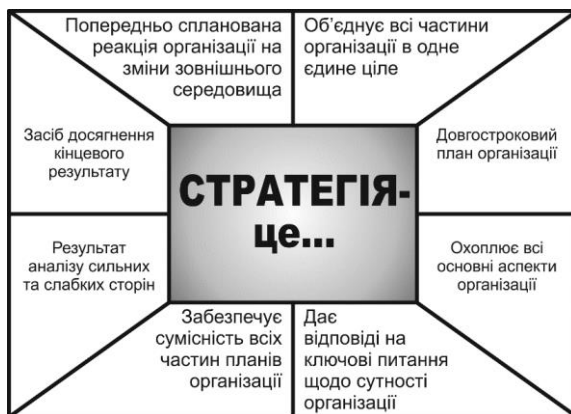 Попередньо спланована
реакція організації на
зміни зовнішнього
середовища
Об'єднує всі частини
організації в одне
єдине ціле
Засіб досягнення
кінцевого
результату
Довгостроковий
план організації
СТРАТЕГІЯ-
це...
Результат
аналізу сильних
та слабких сторін
Охоплює всі
основні аспекти
організації
Забезпечує
сумісність всіх
частин планів
організації
Дає
відповіді на
ключові питання
щодо сутності
організації